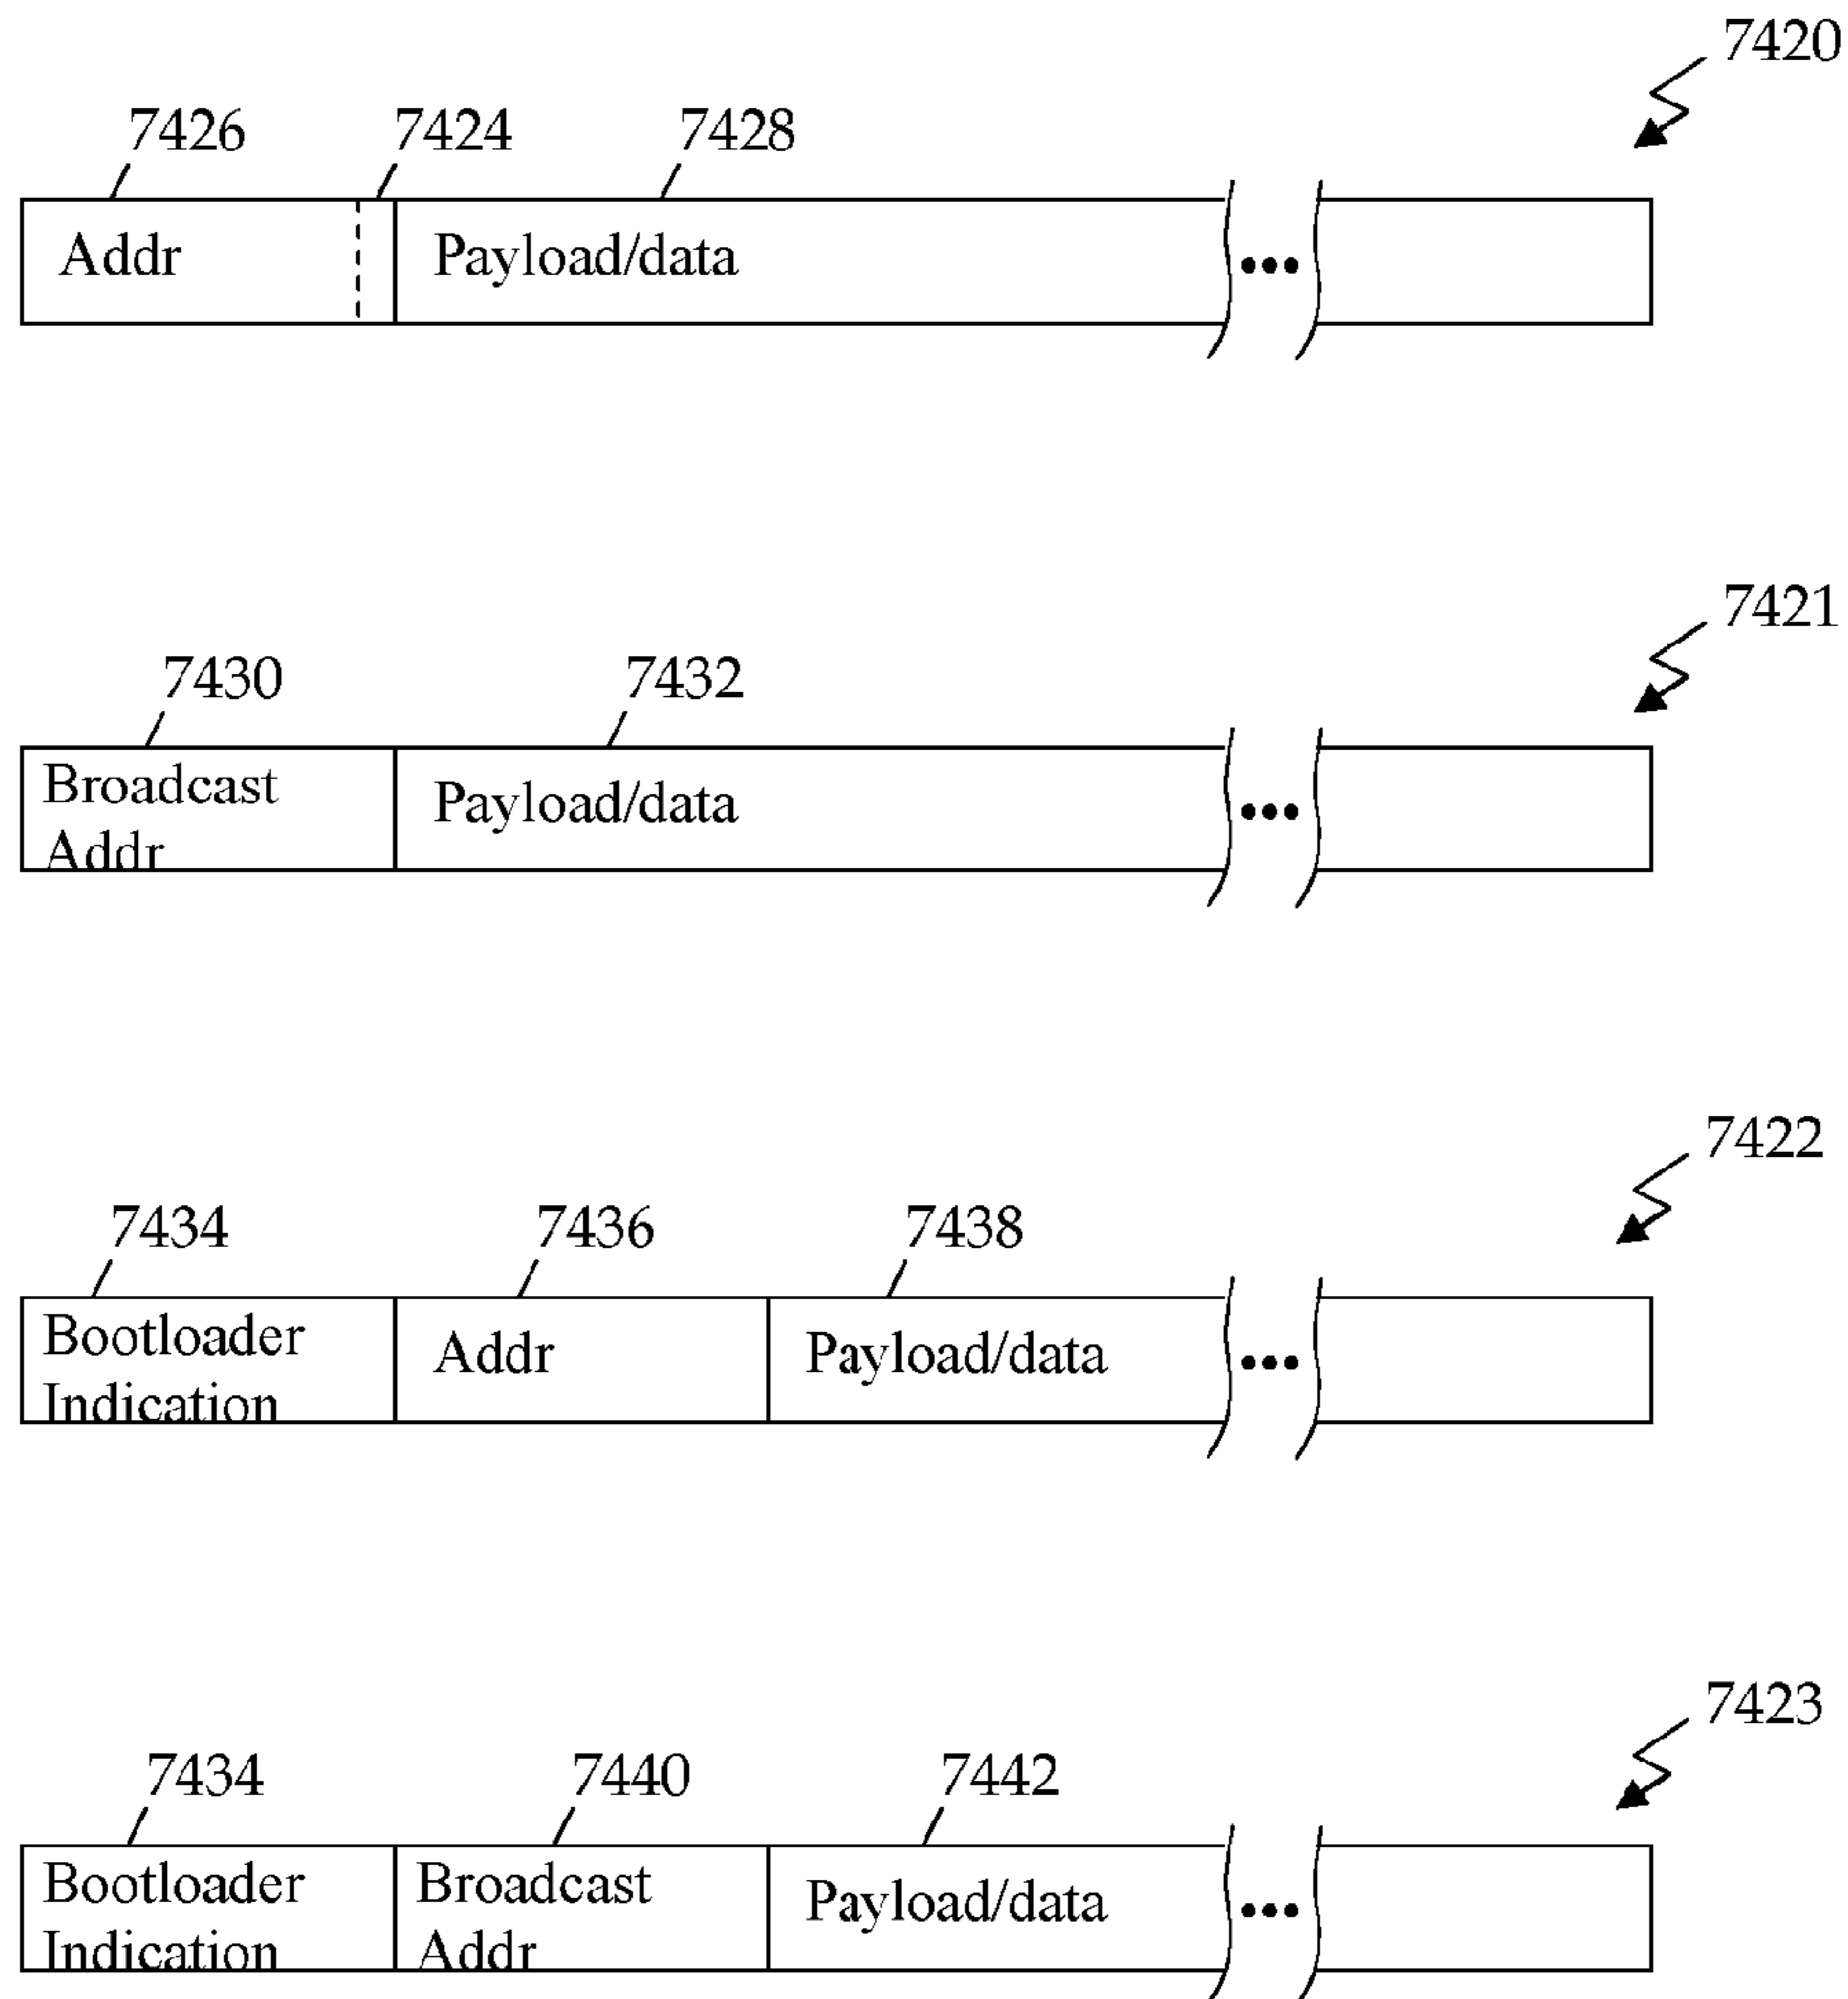 7420
7426 7424 7428
Addr Payload/data
7421
7430 7432
Broadcast
Addr
Payload/data
7422
7434 7436 7438
Bootloader
Indication
Addr
Payload/data
7423
7434 7440 7442
Bootloader
Indication
Broadcast
Addr
Payload/data